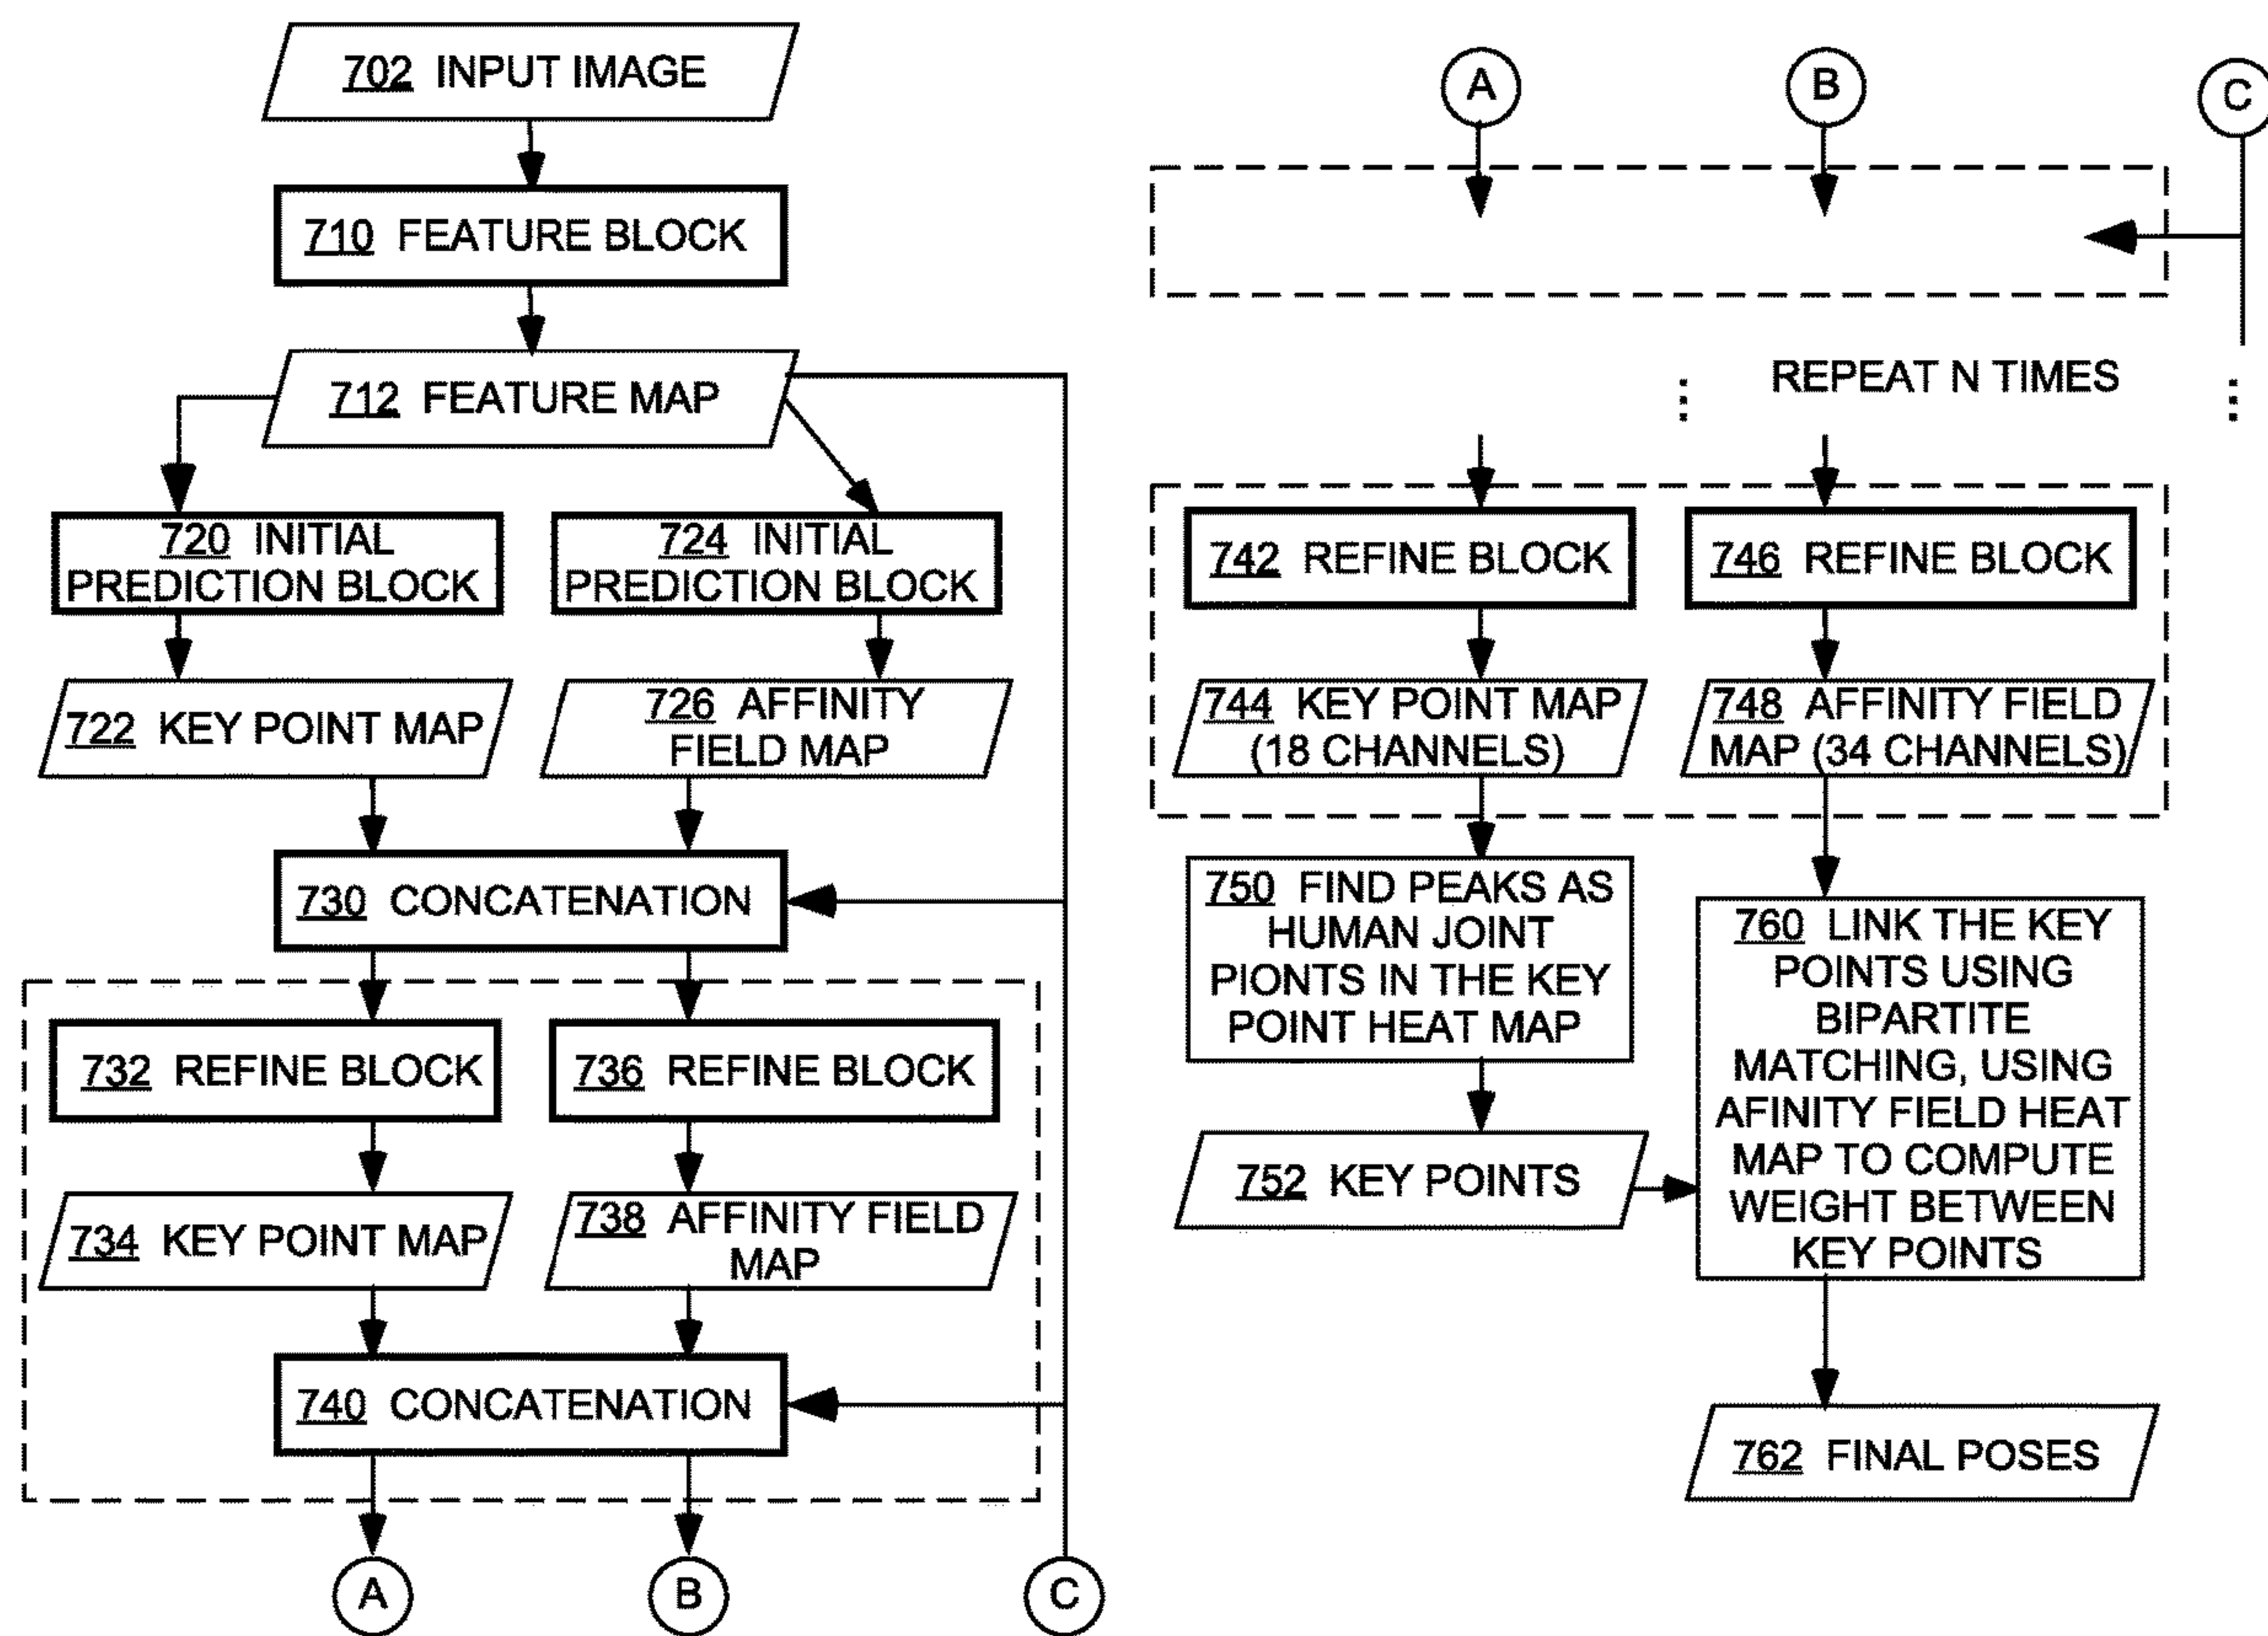 702 INPUT IMAGE
710 FEATURE BLOCK
712 FEATURE MAP
720 INITIAL
PREDICTION BLOCK
724 INITIAL
PREDICTION BLOCK
722 KEY POINT MAP
726 AFFINITY
FIELD MAP
730 CONCATENATION
732 REFINE BLOCK
736 REFINE BLOCK
734 KEY POINT MAP
738 AFFINITY FIELD
MAP
740 CONCATENATION
A
B
C
A
B
C
REPEAT N TIMES
742 REFINE BLOCK
746 REFINE BLOCK
744 KEY POINT MAP
(18 CHANNELS)
748 AFFINITY FIELD
MAP (34 CHANNELS)
750 FIND PEAKS AS
HUMAN JOINT
PIONTS IN THE KEY
POINT HEAT MAP
752 KEY POINTS
760 LINK THE KEY
POINTS USING
BIPARTITE
MATCHING, USING
AFINITY FIELD HEAT
MAP TO COMPUTE
WEIGHT BETWEEN
KEY POINTS
762 FINAL POSES